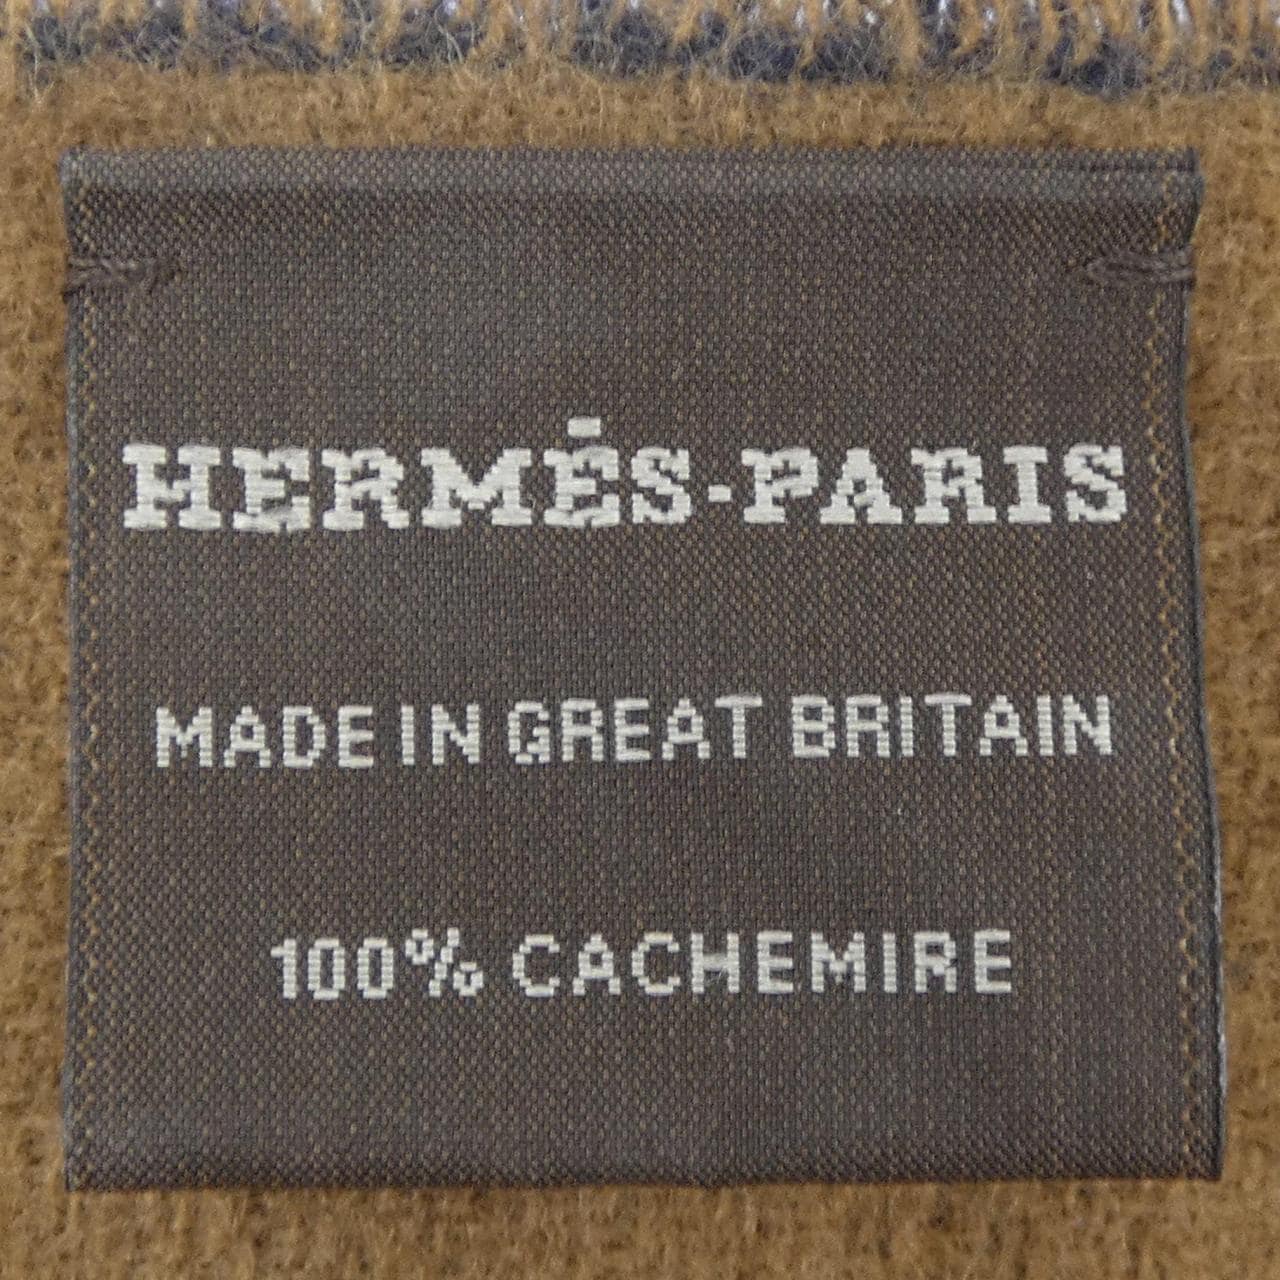 HERMÈS-PARIS
MADE IN GREAT BRITAIN
100% CACHEMIRE